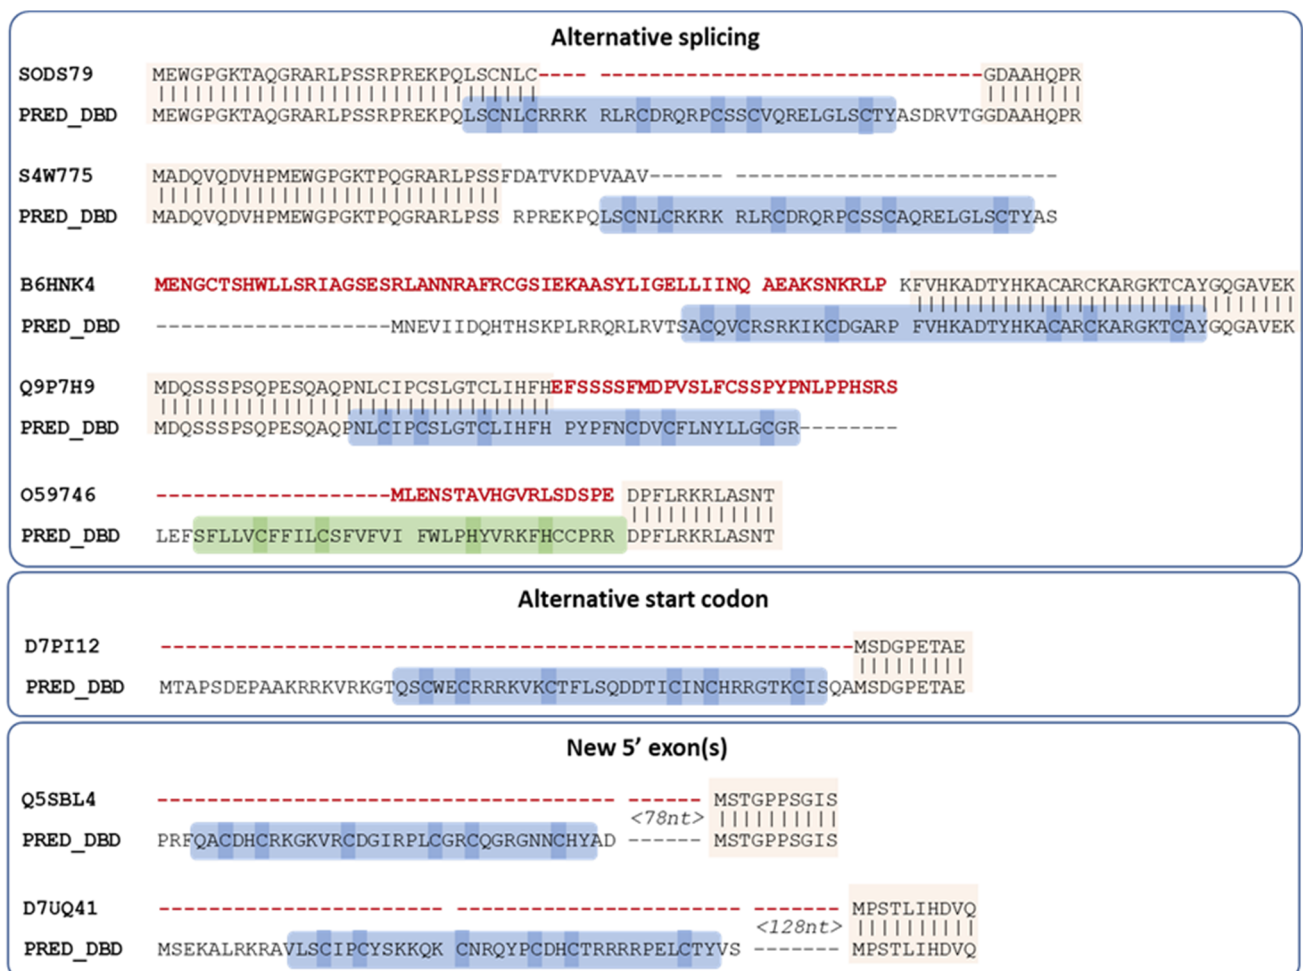 Alternative splicing
SODS79 MEWGPGKTAQGRARLPSSRPREKPQLSCNLC---- -------------------------------GDAAHQPR
PRED_DBD MEWGPGKTAQGRARLPSSRPREKPQLSCNLCRRRK RLRCDRQRPCSSCVQRELGLSCTYASDRVTGGDAAHQPR
S4W775 MADQVQDVHPMEWGPGKTPQGRARLPSSFDATVKDPVAAV------ --------------------------
PRED_DBD MADQVQDVHPMEWGPGKTPQGRARLPSS RPREKPQLSCNLCRKRK RLRCDRQRPCSSCAQRELGLSCTYAS
B6HNK4 MENGCTSHWLLSRIAGSESRLANNRAFRCGSIEKAASYLIGELLIINQ AEAKSNKRLP KFVHKADTYHKACARCKARGKTCAYGQGAVEK
PRED_DBD -------------------MNEVIIDQHTHSKPLRRQRLRVTSACQVCRSRKIKCDGARP FVHKADTYHKACARCKARGKTCAYGQGAVEK
Q9P7H9 MDQSSSPSQPESQAQPNLCIPCSLGTCLIHFHEFSSSSFMDPVSLFCSSPYPNLPPHSRS
PRED_DBD MDQSSSPSQPESQAQPNLCIPCSLGTCLIHFH PYPFNCDVCFLNYLLGCGR--------
O59746 -------------------MLENSTAVHGVRLSDSPE DPFLRKRLASNT
PRED_DBD LEFSFLLVCFFILCSFVFVI FWLPHYVRKFHCCPRR DPFLRKRLASNT
Alternative start codon
D7PI12 --------------------------------------------------------MSDGPETAE
PRED_DBD MTAPSDEPAAKRRKVRKGTQSCWECRRRKVKCTFLSQDDTICINCHRRGTKCISQAMSDGPETAE
New 5’ exon(s)
Q5SBL4 ------------------------------------- ------ MSTGPPSGIS
<78nt>
PRED_DBD PRFQACDHCRKGKVRCDGIRPLCGRCQGRGNNCHYAD ------ MSTGPPSGIS
D7UQ41 ----------------------- ----------------------- ------- MPSTLIHDVQ
<128nt>
PRED_DBD MSEKALRKRAVLSCIPCYSKKQK CNRQYPCDHCTRRRRPELCTYVS ------- MPSTLIHDVQ